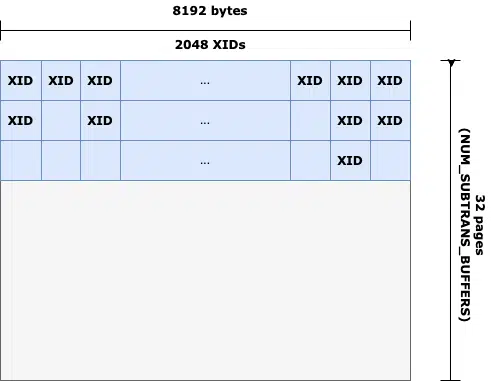 8192 bytes
2048 XIDs
XID XID XID ... XID XID XID
XID XID ... XID XID
... XID
32 pages
(NUM_SUBTRANS_BUFFERS)